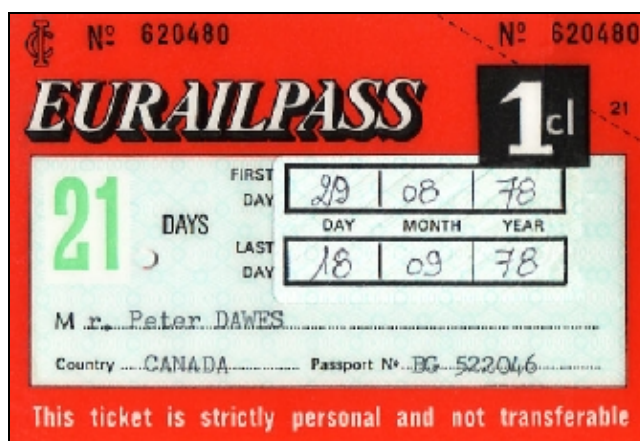 Nº 620480 Nº 620480
EURAILPASS 1 cl 21
21 DAYS
FIRST DAY 29 08 78
DAY MONTH YEAR
LAST DAY 18 09 78
Mr. Peter DAWES
Country CANADA Passport Nº BG 522046
This ticket is strictly personal and not transferable